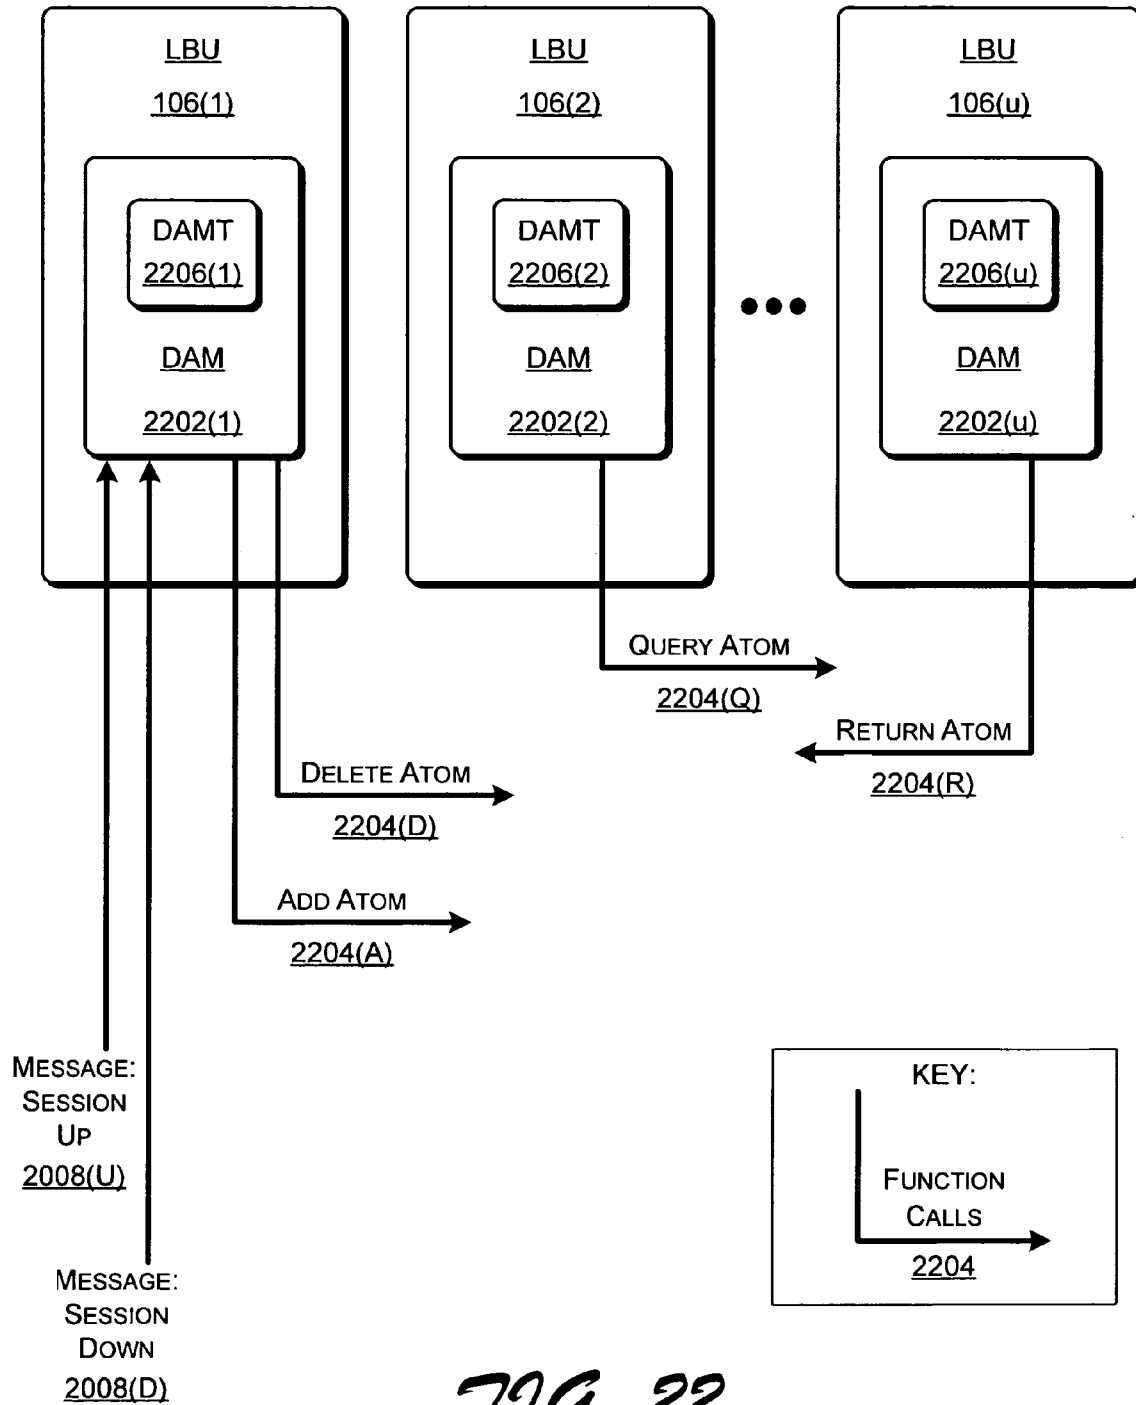 LBU
106(1)
DAMT
2206(1)
DAM
2202(1)
LBU
106(2)
DAMT
2206(2)
DAM
2202(2)
LBU
106(u)
DAMT
2206(u)
DAM
2202(u)
QUERY ATOM
2204(Q)
RETURN ATOM
2204(R)
DELETE ATOM
2204(D)
ADD ATOM
2204(A)
MESSAGE:
SESSION
UP
2008(U)
MESSAGE:
SESSION
DOWN
2008(D)
KEY:
FUNCTION
CALLS
2204
FIG. 22